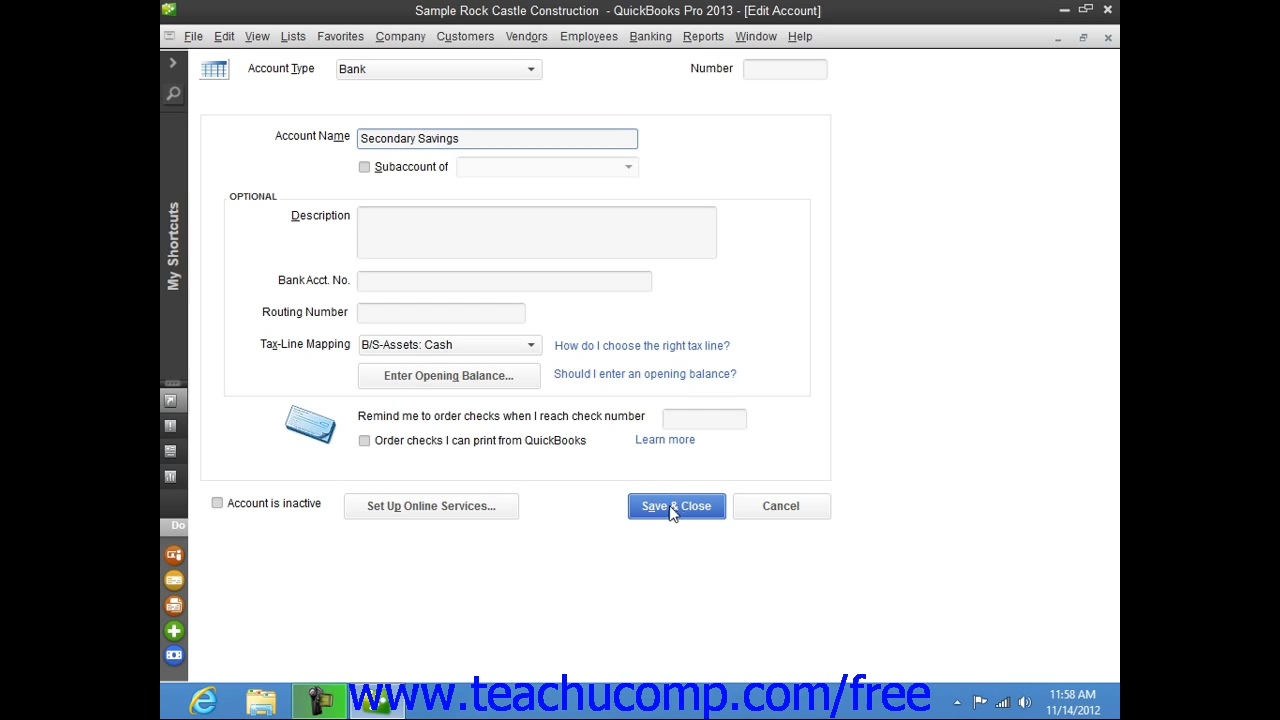 Sample Rock Castle Construction - QuickBooks Pro 2013 - [Edit Account]
File Edit View Lists Favorites Company Customers Vendors Employees Banking Reports Window Help
Account Type Bank Number
Account Name Secondary Savings
Subaccount of
OPTIONAL
Description
My Shortcuts
Bank Acct. No.
Routing Number
Tax-Line Mapping B/S-Assets: Cash How do I choose the right tax line?
Enter Opening Balance... Should I enter an opening balance?
Remind me to order checks when I reach check number
Order checks I can print from QuickBooks Learn more
Account is inactive Set Up Online Services... Save & Close Cancel
Do
www.teachucomp.com/free
11:58 AM
11/14/2012